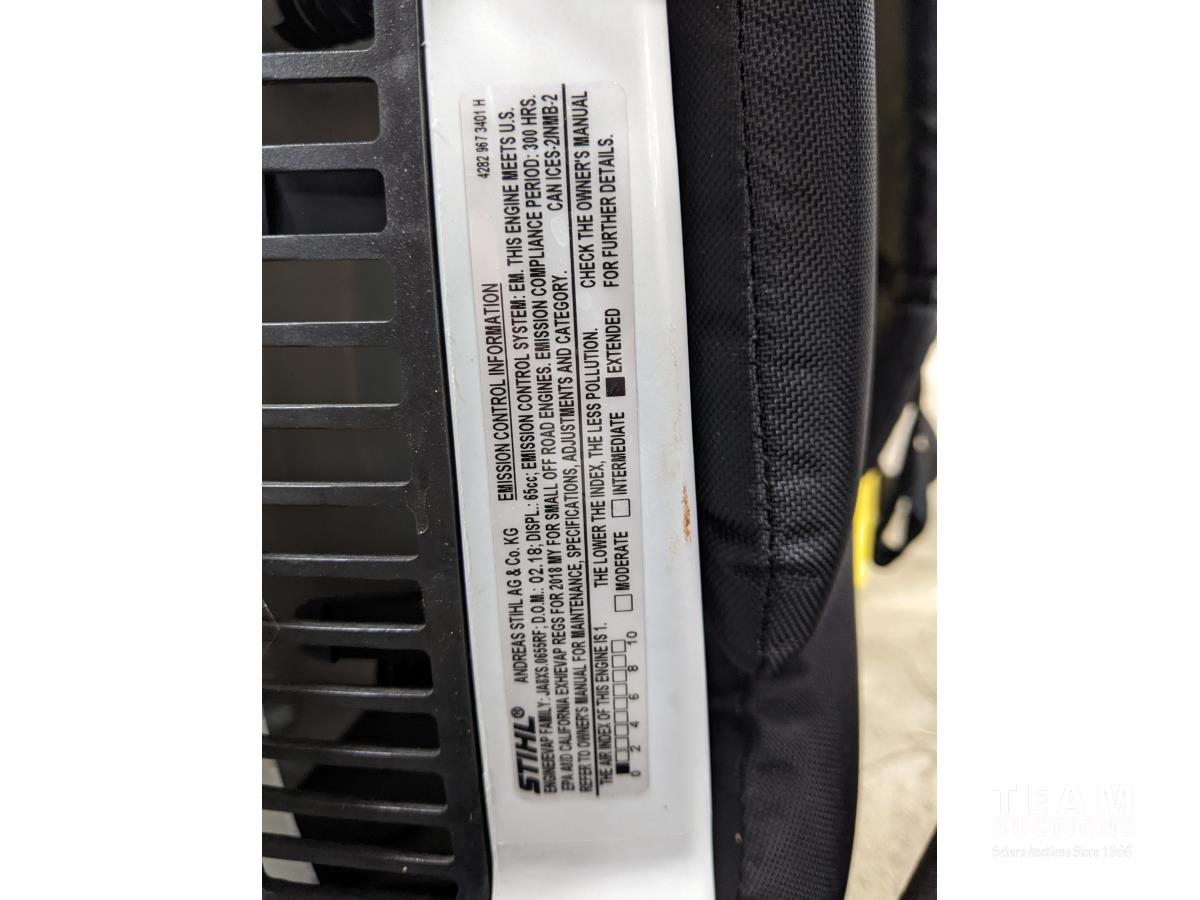 4282 967 3401 H
EMISSION CONTROL INFORMATION
STIHL® ANDREAS STIHL AG & Co. KG
ENGINE/EVAP FAMILY: JA8XS.0655RF; D.O.M.: 02.18; DISPL.: 65cc; EMISSION CONTROL SYSTEM: EM. THIS ENGINE MEETS U.S.
EPA AND CALIFORNIA EXH/EVAP REGS FOR 2018 MY FOR SMALL OFF ROAD ENGINES. EMISSION COMPLIANCE PERIOD: 300 HRS.
REFER TO OWNER'S MANUAL FOR MAINTENANCE, SPECIFICATIONS, ADJUSTMENTS AND CATEGORY. CAN ICES-2/NMB-2
THE AIR INDEX OF THIS ENGINE IS 1. THE LOWER THE INDEX, THE LESS POLLUTION. CHECK THE OWNER'S MANUAL
MODERATE INTERMEDIATE EXTENDED FOR FURTHER DETAILS.
0 2 4 6 8 10
TEAM
AUCTIONS
Sekura Auctions Since 1966